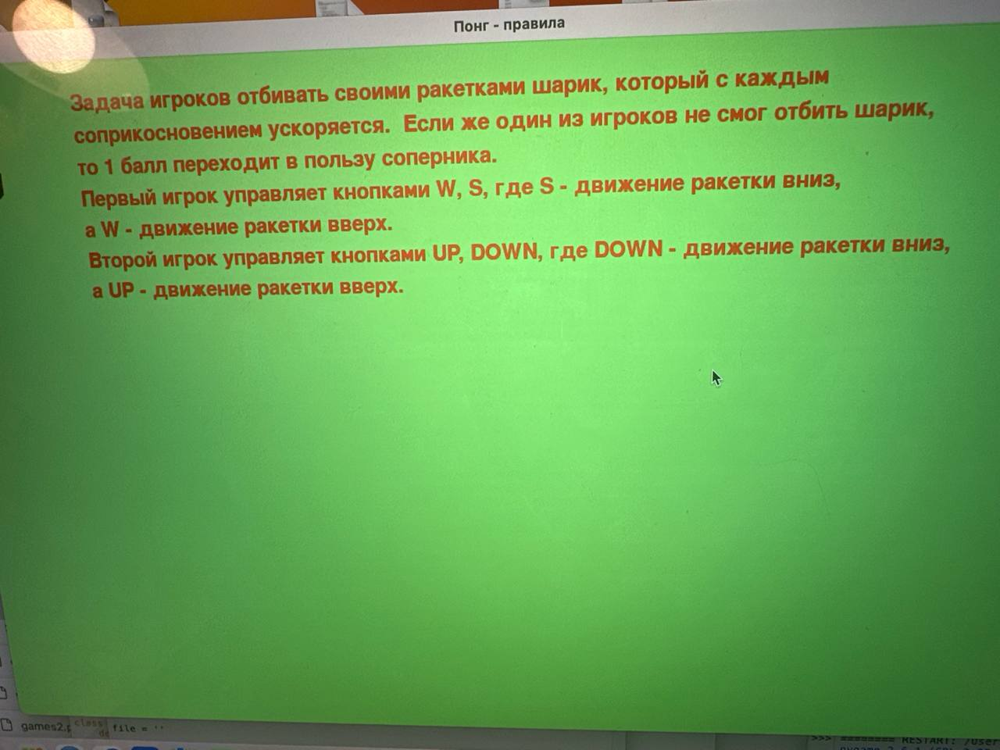 Понг - правила
Задача игроков отбивать своими ракетками шарик, который с каждым
соприкосновением ускоряется.  Если же один из игроков не смог отбить шарик,
то 1 балл переходит в пользу соперника.
Первый игрок управляет кнопками W, S, где S - движение ракетки вниз,
а W - движение ракетки вверх.
Второй игрок управляет кнопками UP, DOWN, где DOWN - движение ракетки вниз,
а UP - движение ракетки вверх.
games2.p class file = ''
de
>>> ======== RESTART: /User